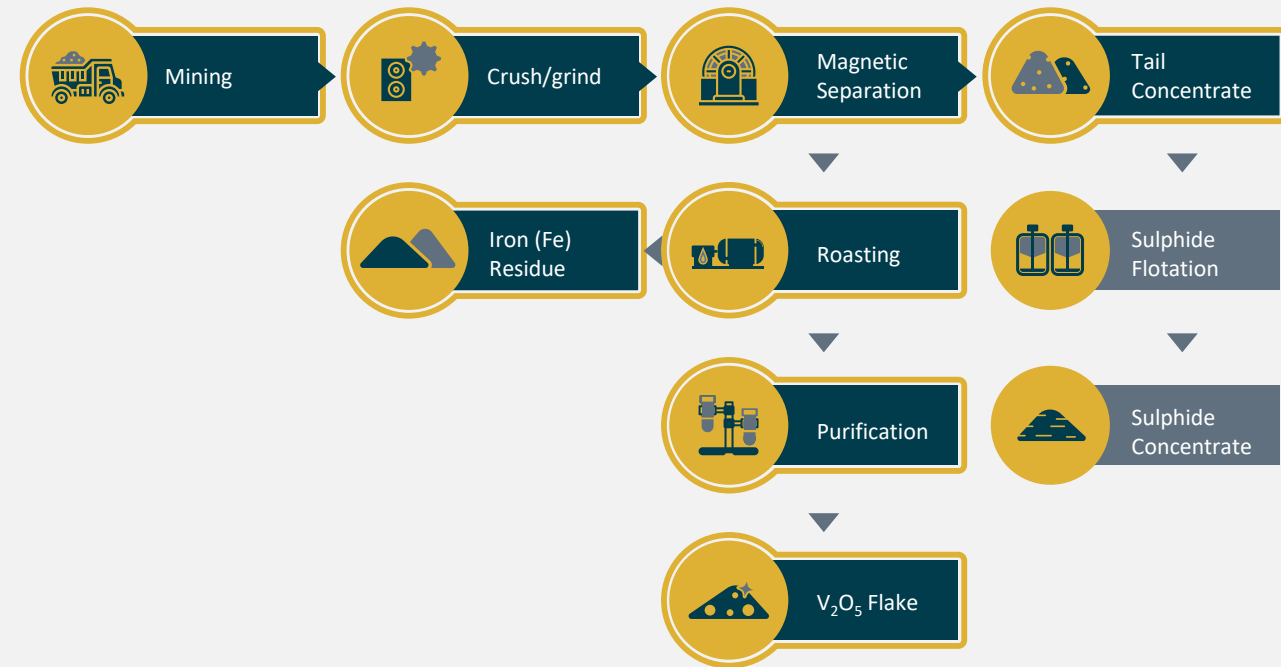 Mining
Crush/grind
Magnetic
Separation
Tail
Concentrate
Iron (Fe)
Residue
Roasting
Sulphide
Flotation
Purification
Sulphide
Concentrate
V₂O₅ Flake